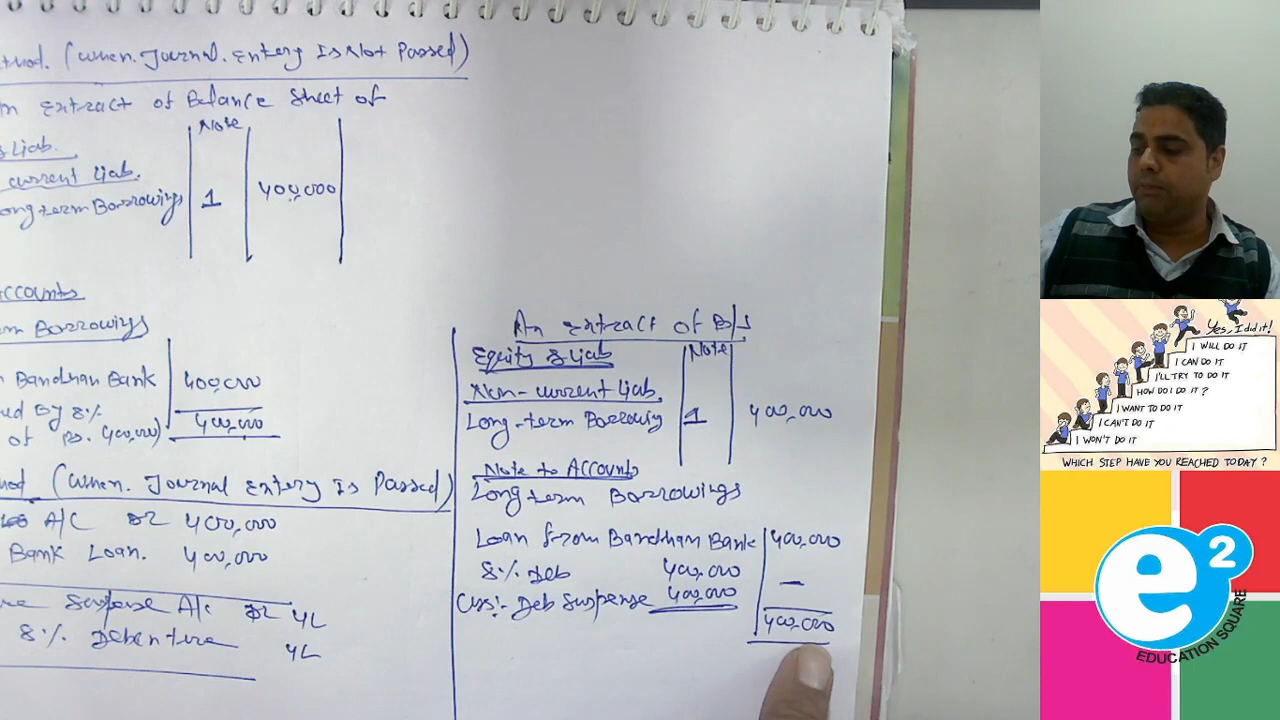 (when. Journal. Entery Is Not Passed)
An Extract of Balance Sheet of
& Liab.
Note
current Liab.
Long term Borrowings 1 400,000
Accounts
Borrowings
Bandhan Bank 400,000
By 8%
of Rs. 400,000) 400,000
(when. Journal Entery Is Passed)
A/C DR 400,000
Bank Loan. 400,000
Suspense A/C DR 4L
8% Debenture 4L
An Extract of B/S
Equity & Liab Note
Non-current Liab.
Long-term Borrowing 1 400,000
Note to Accounts
Long term Borrowings
Loan from Bandhan Bank 400,000
8% Deb 400,000 —
Less:- Deb Suspense 400,000
400,000
Yes, I did it!
I WILL DO IT
I CAN DO IT
I'LL TRY TO DO IT
HOW DO I DO IT ?
I WANT TO DO IT
I CAN'T DO IT
I WON'T DO IT
WHICH STEP HAVE YOU REACHED TODAY ?
e2
EDUCATION SQUARE